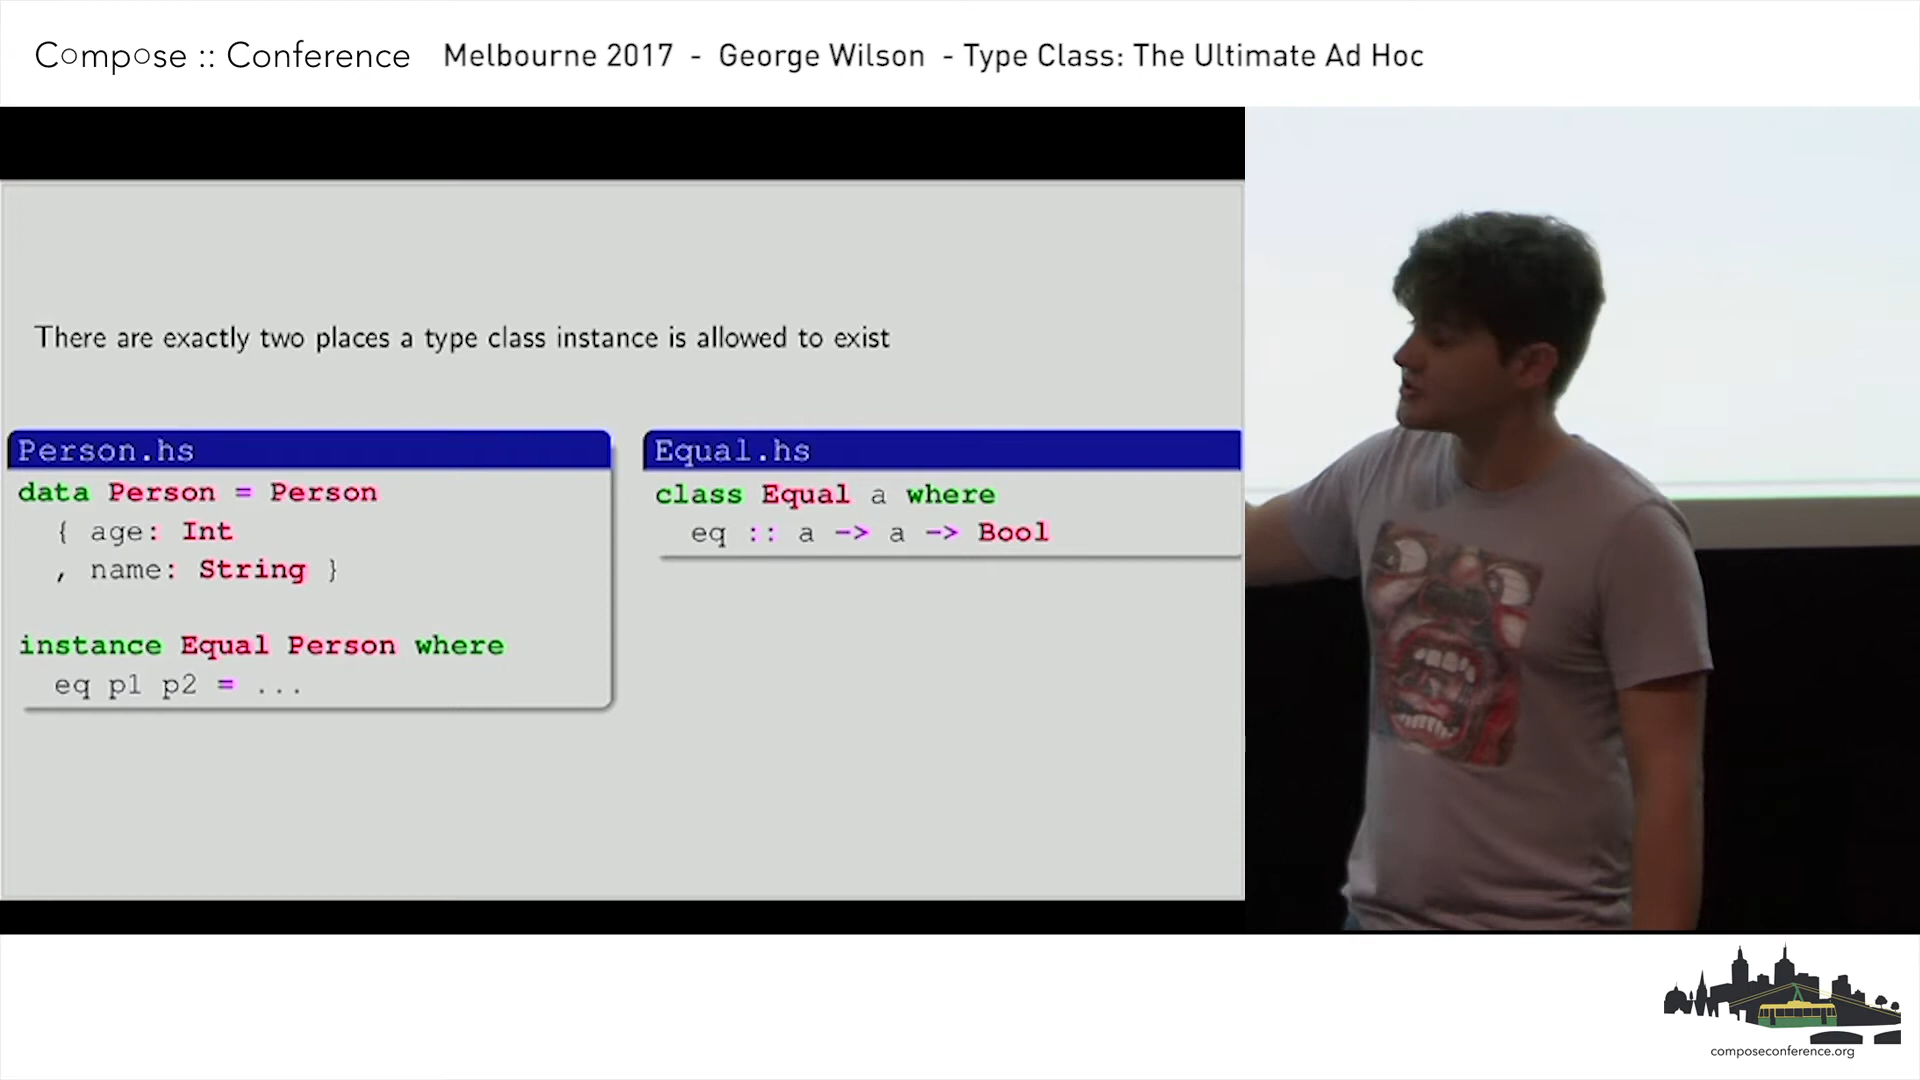 Compose :: Conference Melbourne 2017 - George Wilson - Type Class: The Ultimate Ad Hoc
There are exactly two places a type class instance is allowed to exist
Person.hs
data Person = Person
{ age: Int
, name: String }
instance Equal Person where
eq p1 p2 = ...
Equal.hs
class Equal a where
eq :: a -> a -> Bool
composeconference.org